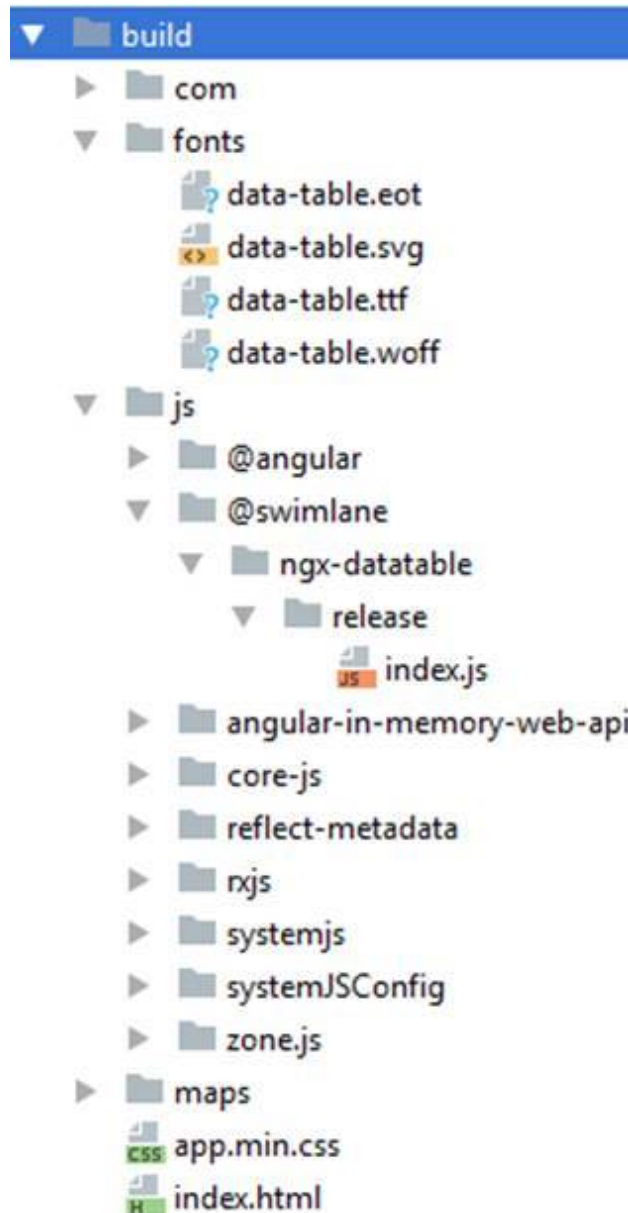 build
com
fonts
data-table.eot
data-table.svg
data-table.ttf
data-table.woff
js
@angular
@swimlane
ngx-datatable
release
index.js
angular-in-memory-web-api
core-js
reflect-metadata
rxjs
systemjs
systemJSConfig
zone.js
maps
app.min.css
index.html